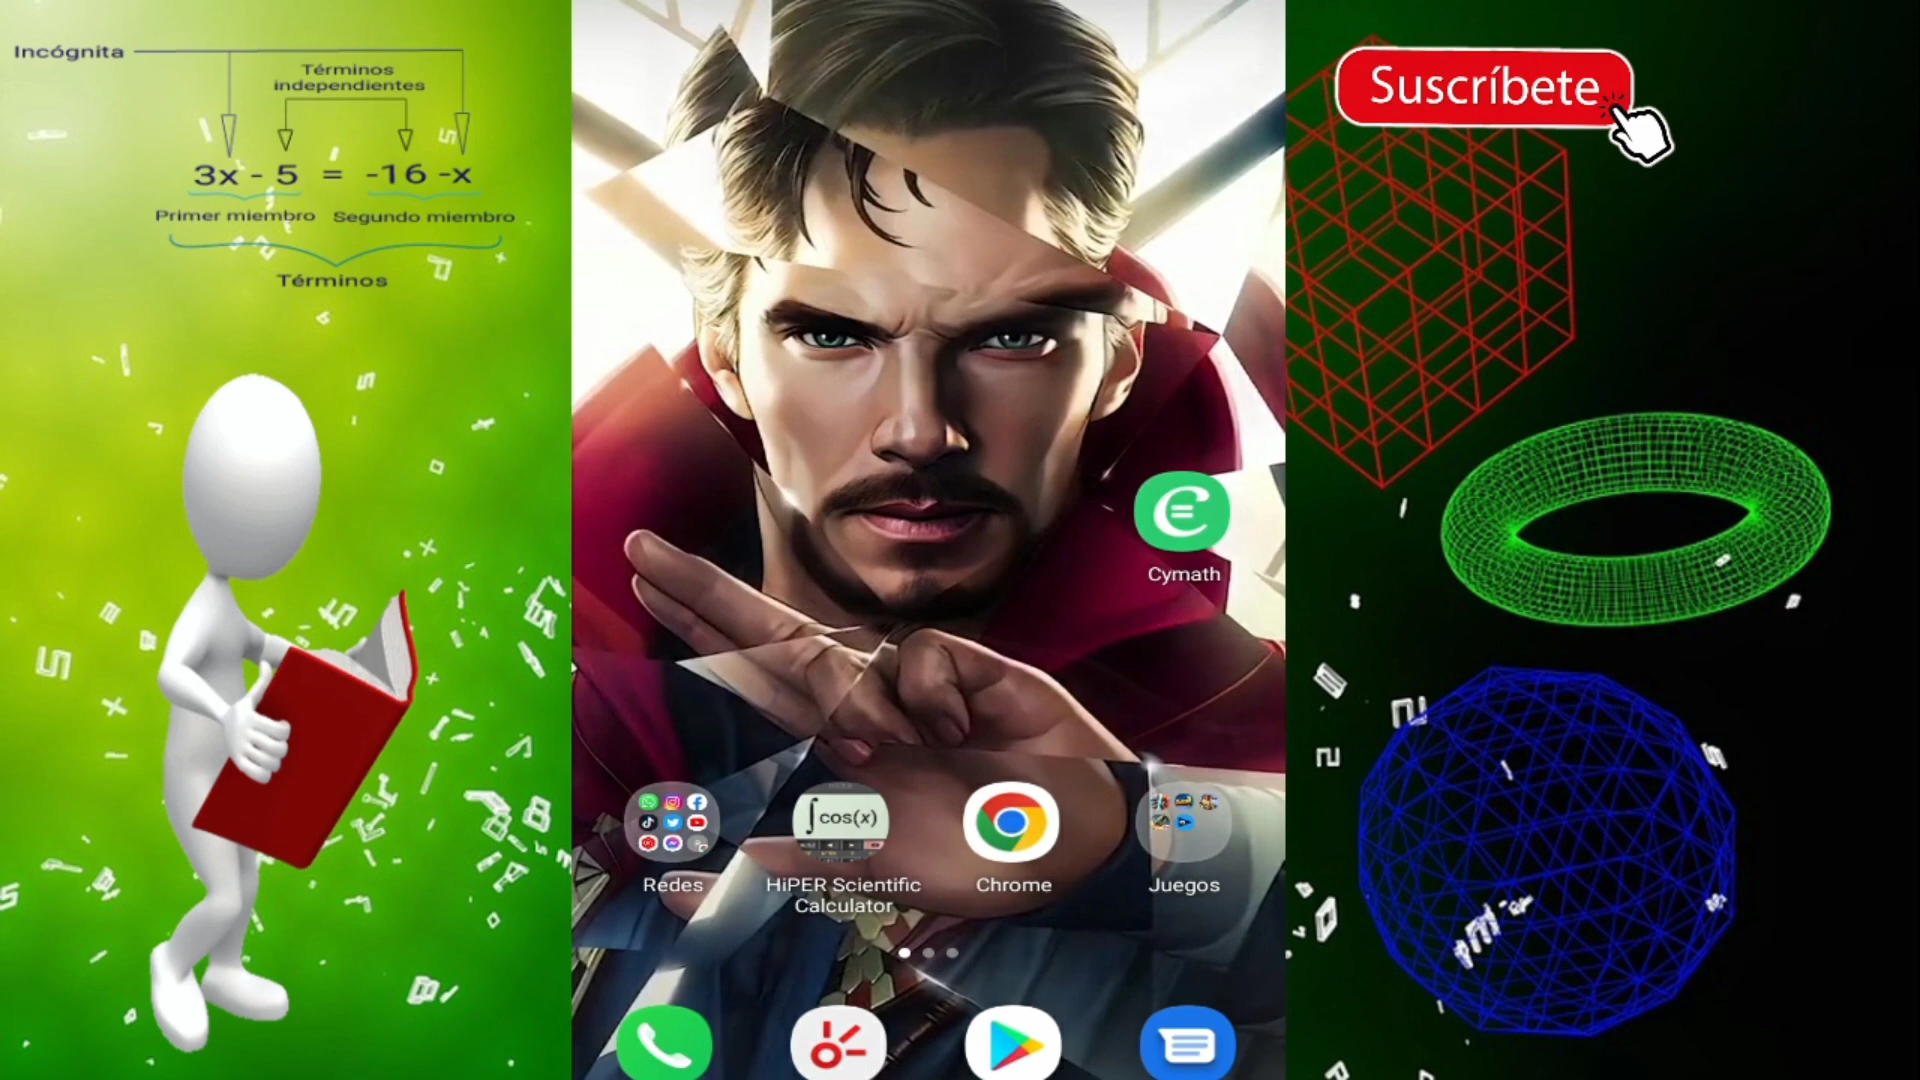 Incógnita
Términos
independientes
3x - 5 = -16 -x
Primer miembro Segundo miembro
Términos
Suscríbete
Cymath
∫cos(x)
Redes
HiPER Scientific
Calculator
Chrome
Juegos